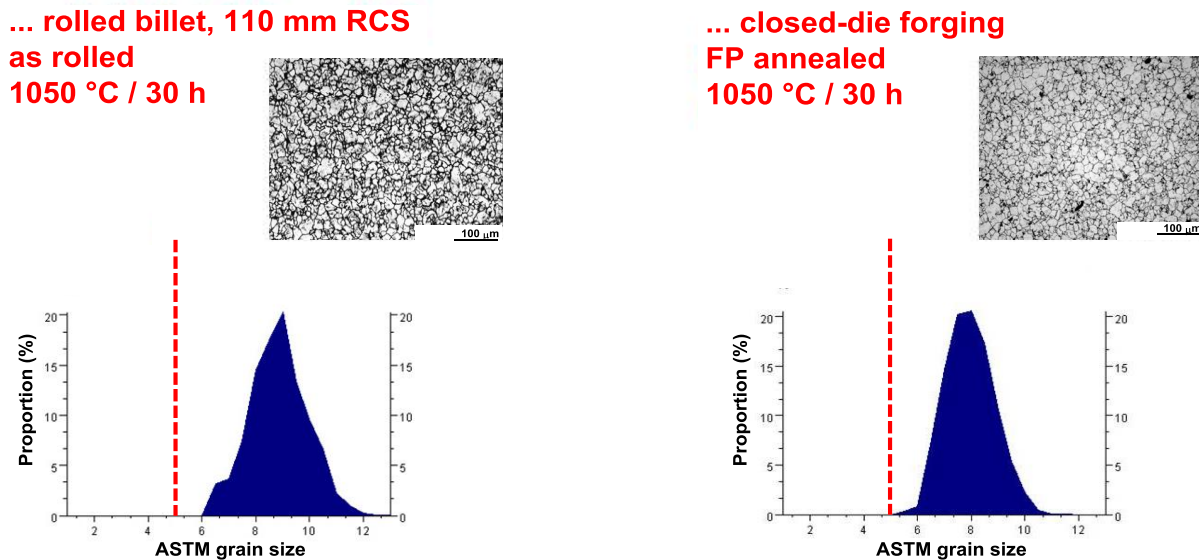 ... rolled billet, 110 mm RCS
as rolled
1050 °C / 30 h
100 μm
20
15
10
5
0
20
15
10
5
0
Proportion (%)
2 4 6 8 10 12
ASTM grain size
... closed-die forging
FP annealed
1050 °C / 30 h
100 μm
20
15
10
5
0
20
15
10
5
0
Proportion (%)
2 4 6 8 10 12
ASTM grain size